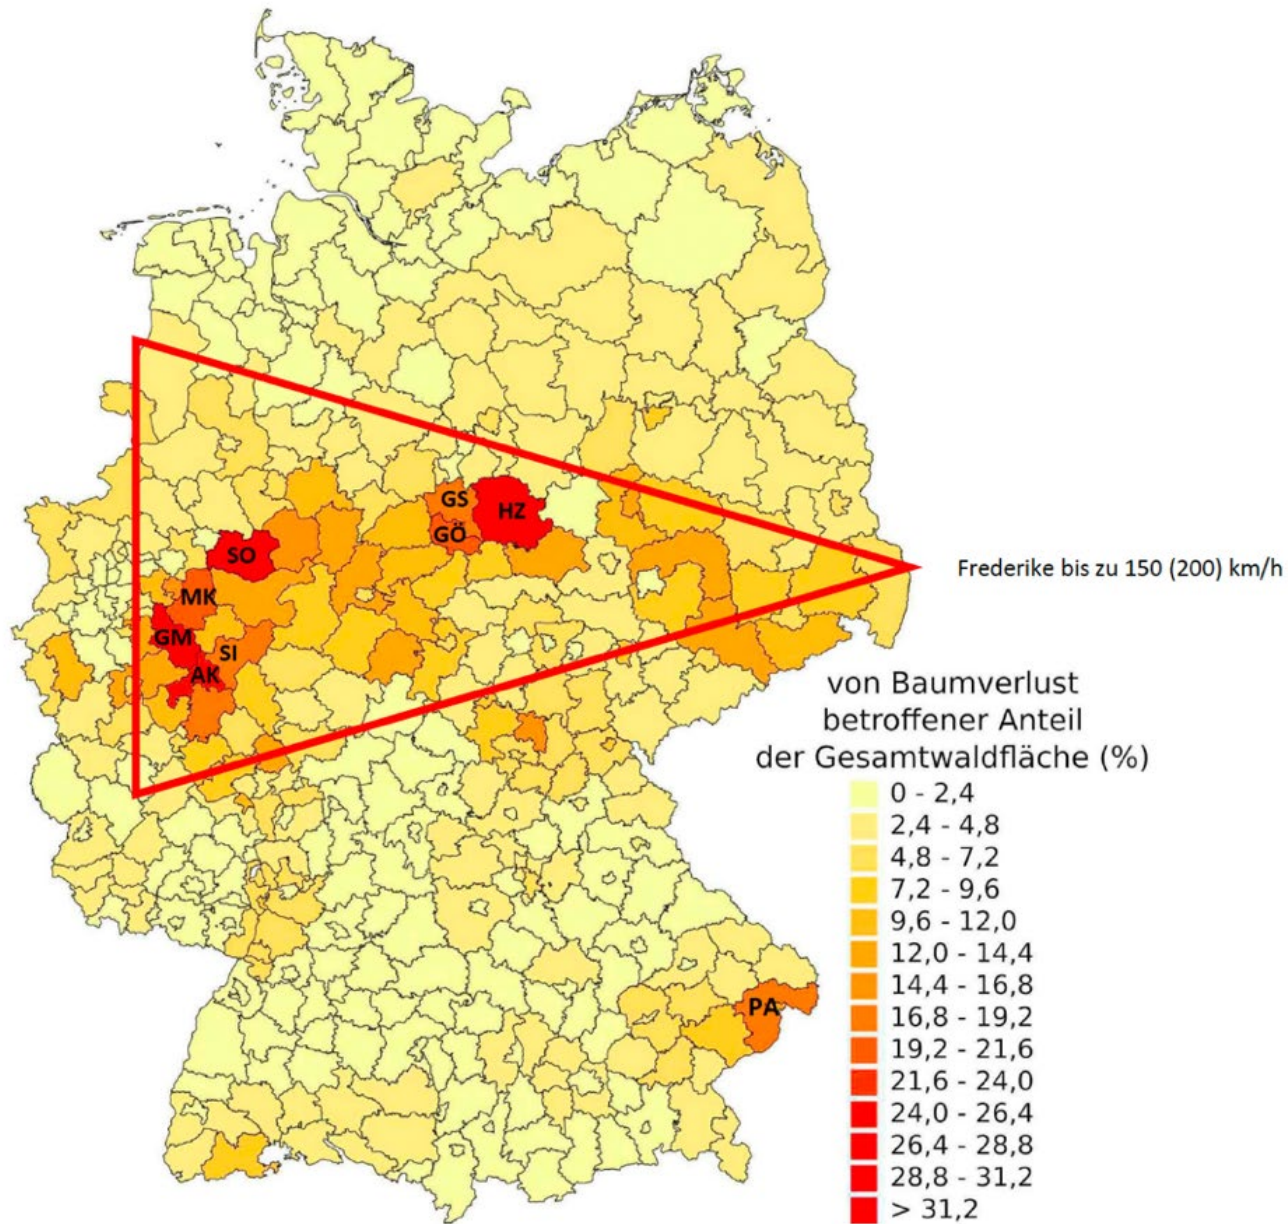 GS
HZ
GÖ
SO
Frederike bis zu 150 (200) km/h
MK
GM
SI
AK
von Baumverlust
betroffener Anteil
der Gesamtwaldfläche (%)
0 - 2,4
2,4 - 4,8
4,8 - 7,2
7,2 - 9,6
9,6 - 12,0
12,0 - 14,4
14,4 - 16,8
16,8 - 19,2
19,2 - 21,6
21,6 - 24,0
24,0 - 26,4
26,4 - 28,8
28,8 - 31,2
> 31,2
PA